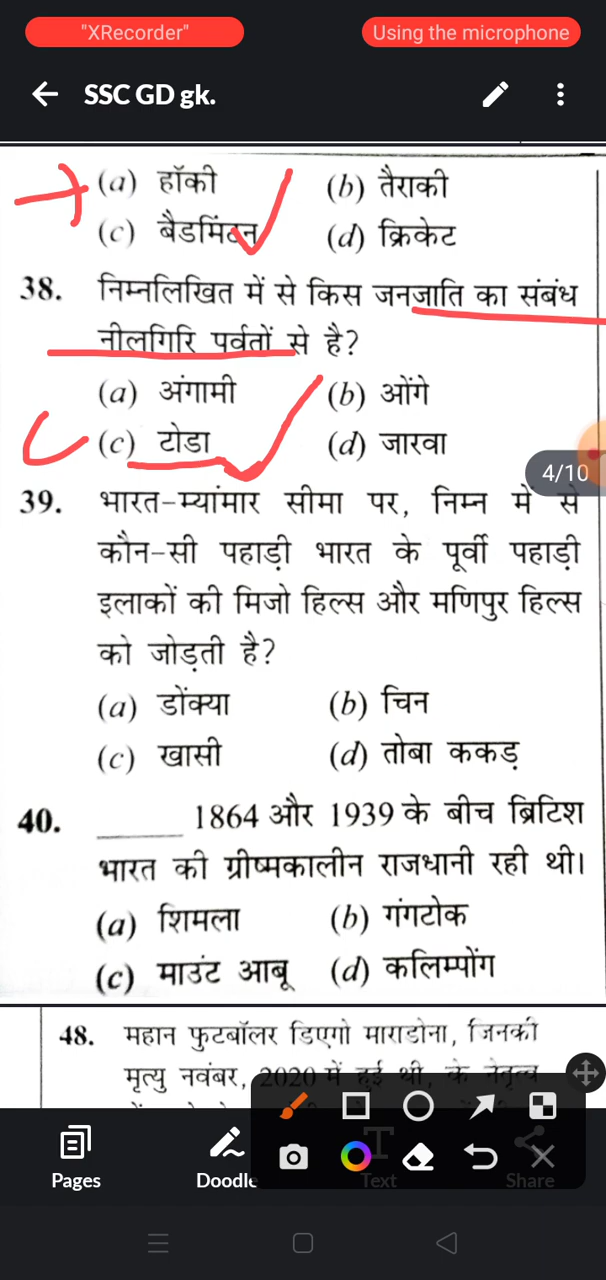 "XRecorder"
Using the microphone
SSC GD gk.
(a) हॉकी (b) तैराकी
(c) बैडमिंटन (d) क्रिकेट
38. निम्नलिखित में से किस जनजाति का संबंध
नीलगिरि पर्वतों से है?
(a) अंगामी (b) ओंगे
(c) टोडा (d) जारवा
4/10
39. भारत-म्यांमार सीमा पर, निम्न में से
कौन-सी पहाड़ी भारत के पूर्वी पहाड़ी
इलाकों की मिजो हिल्स और मणिपुर हिल्स
को जोड़ती है?
(a) डोंक्या (b) चिन
(c) खासी (d) तोबा ककड़
40. ______ 1864 और 1939 के बीच ब्रिटिश
भारत की ग्रीष्मकालीन राजधानी रही थी।
(a) शिमला (b) गंगटोक
(c) माउंट आबू (d) कलिम्पोंग
48. महान फुटबॉलर डिएगो माराडोना, जिनकी
मृत्यु नवंबर, 2020 में हुई थी, के नेतृत्व
Pages Doodle Text Share